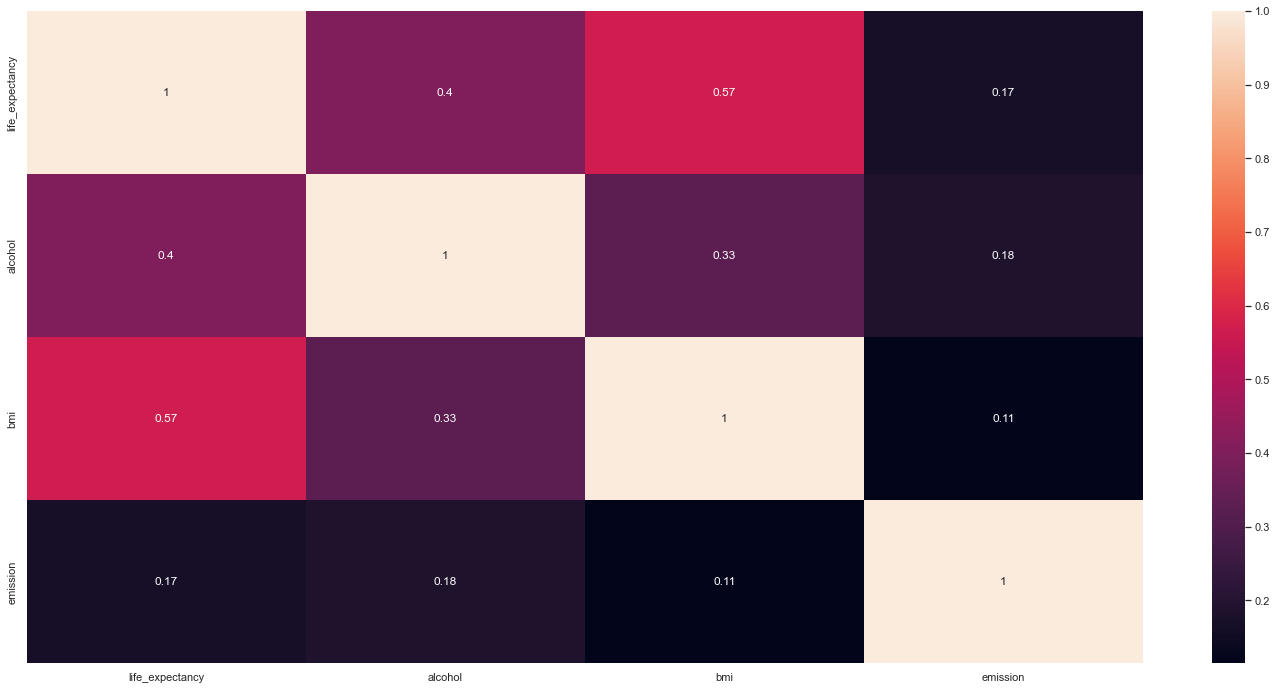 life_expectancy 1 0.4 0.57 0.17
alcohol 0.4 1 0.33 0.18
bmi 0.57 0.33 1 0.11
emission 0.17 0.18 0.11 1
life_expectancy alcohol bmi emission
1.0
0.9
0.8
0.7
0.6
0.5
0.4
0.3
0.2